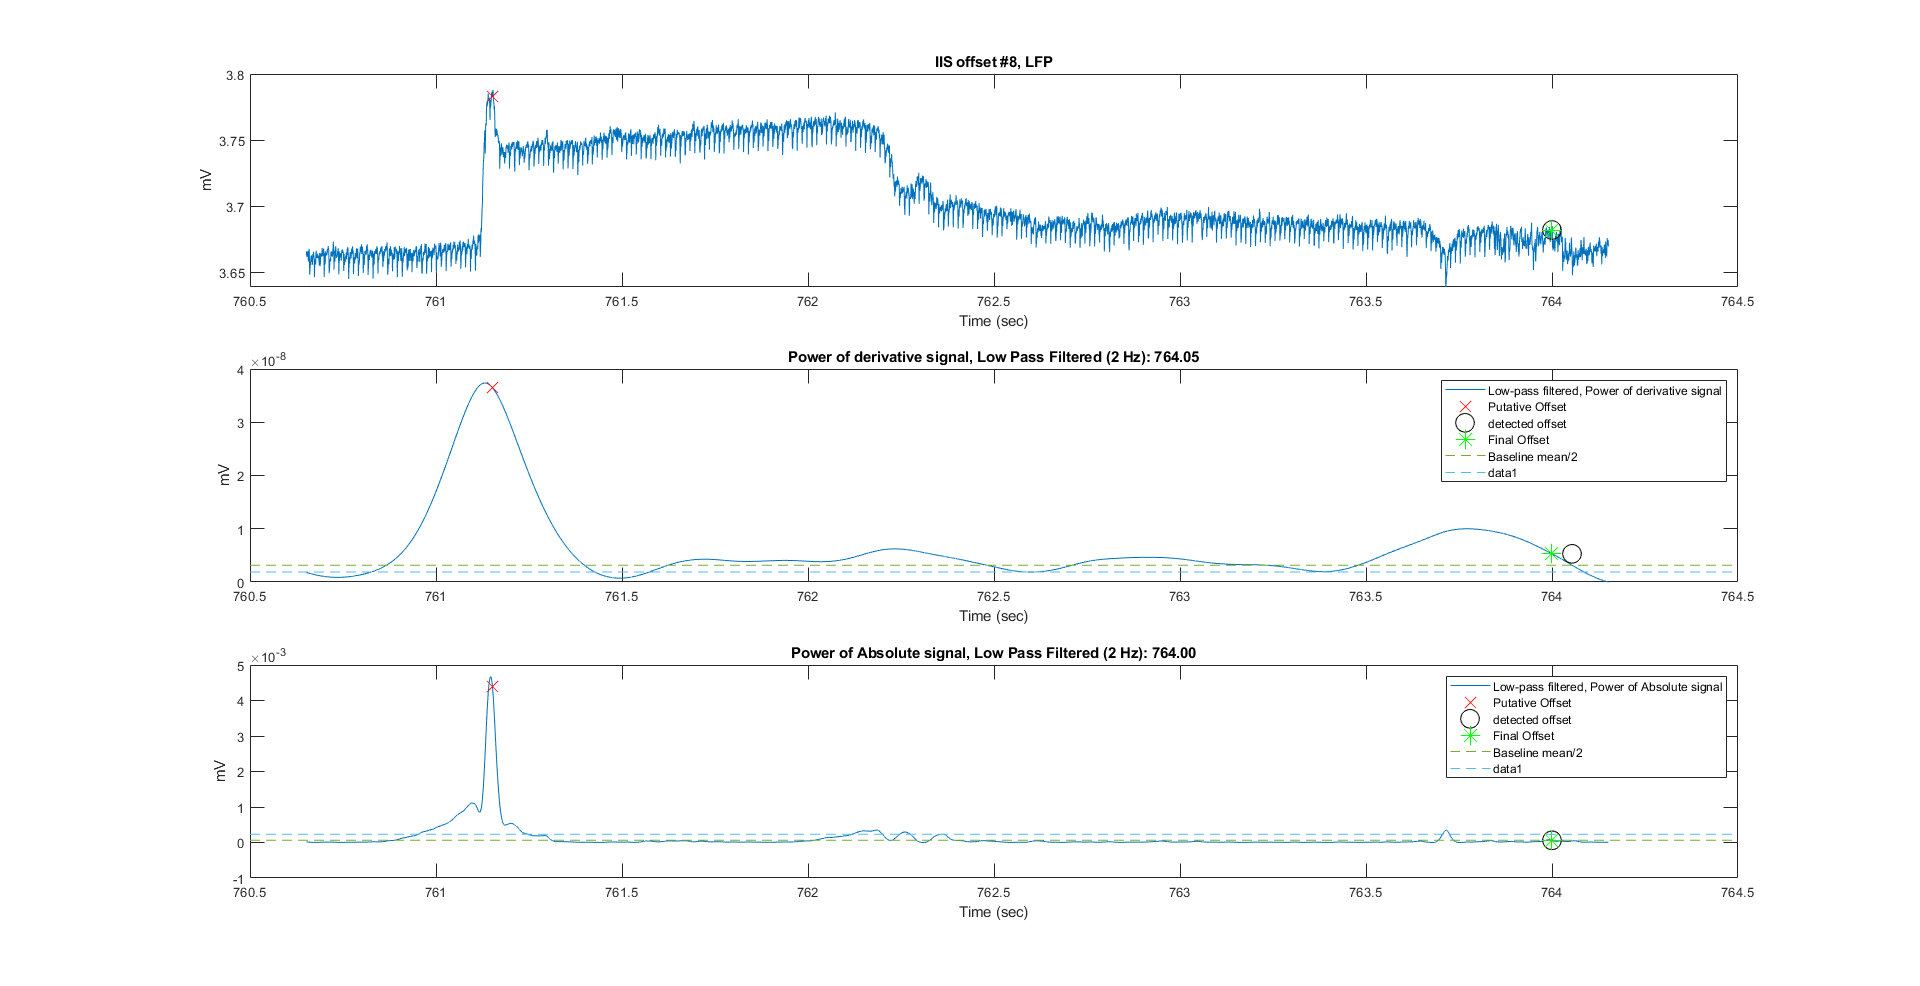 IIS offset #8, LFP
3.8
3.75
3.7
3.65
mV
760.5 761 761.5 762 762.5 763 763.5 764 764.5
Time (sec)
Power of derivative signal, Low Pass Filtered (2 Hz): 764.05
×10-8
4
3
2
1
0
mV
Low-pass filtered, Power of derivative signal
Putative Offset
detected offset
Final Offset
Baseline mean/2
data1
760.5 761 761.5 762 762.5 763 763.5 764 764.5
Time (sec)
Power of Absolute signal, Low Pass Filtered (2 Hz): 764.00
×10-3
5
4
3
2
1
0
-1
mV
Low-pass filtered, Power of Absolute signal
Putative Offset
detected offset
Final Offset
Baseline mean/2
data1
760.5 761 761.5 762 762.5 763 763.5 764 764.5
Time (sec)